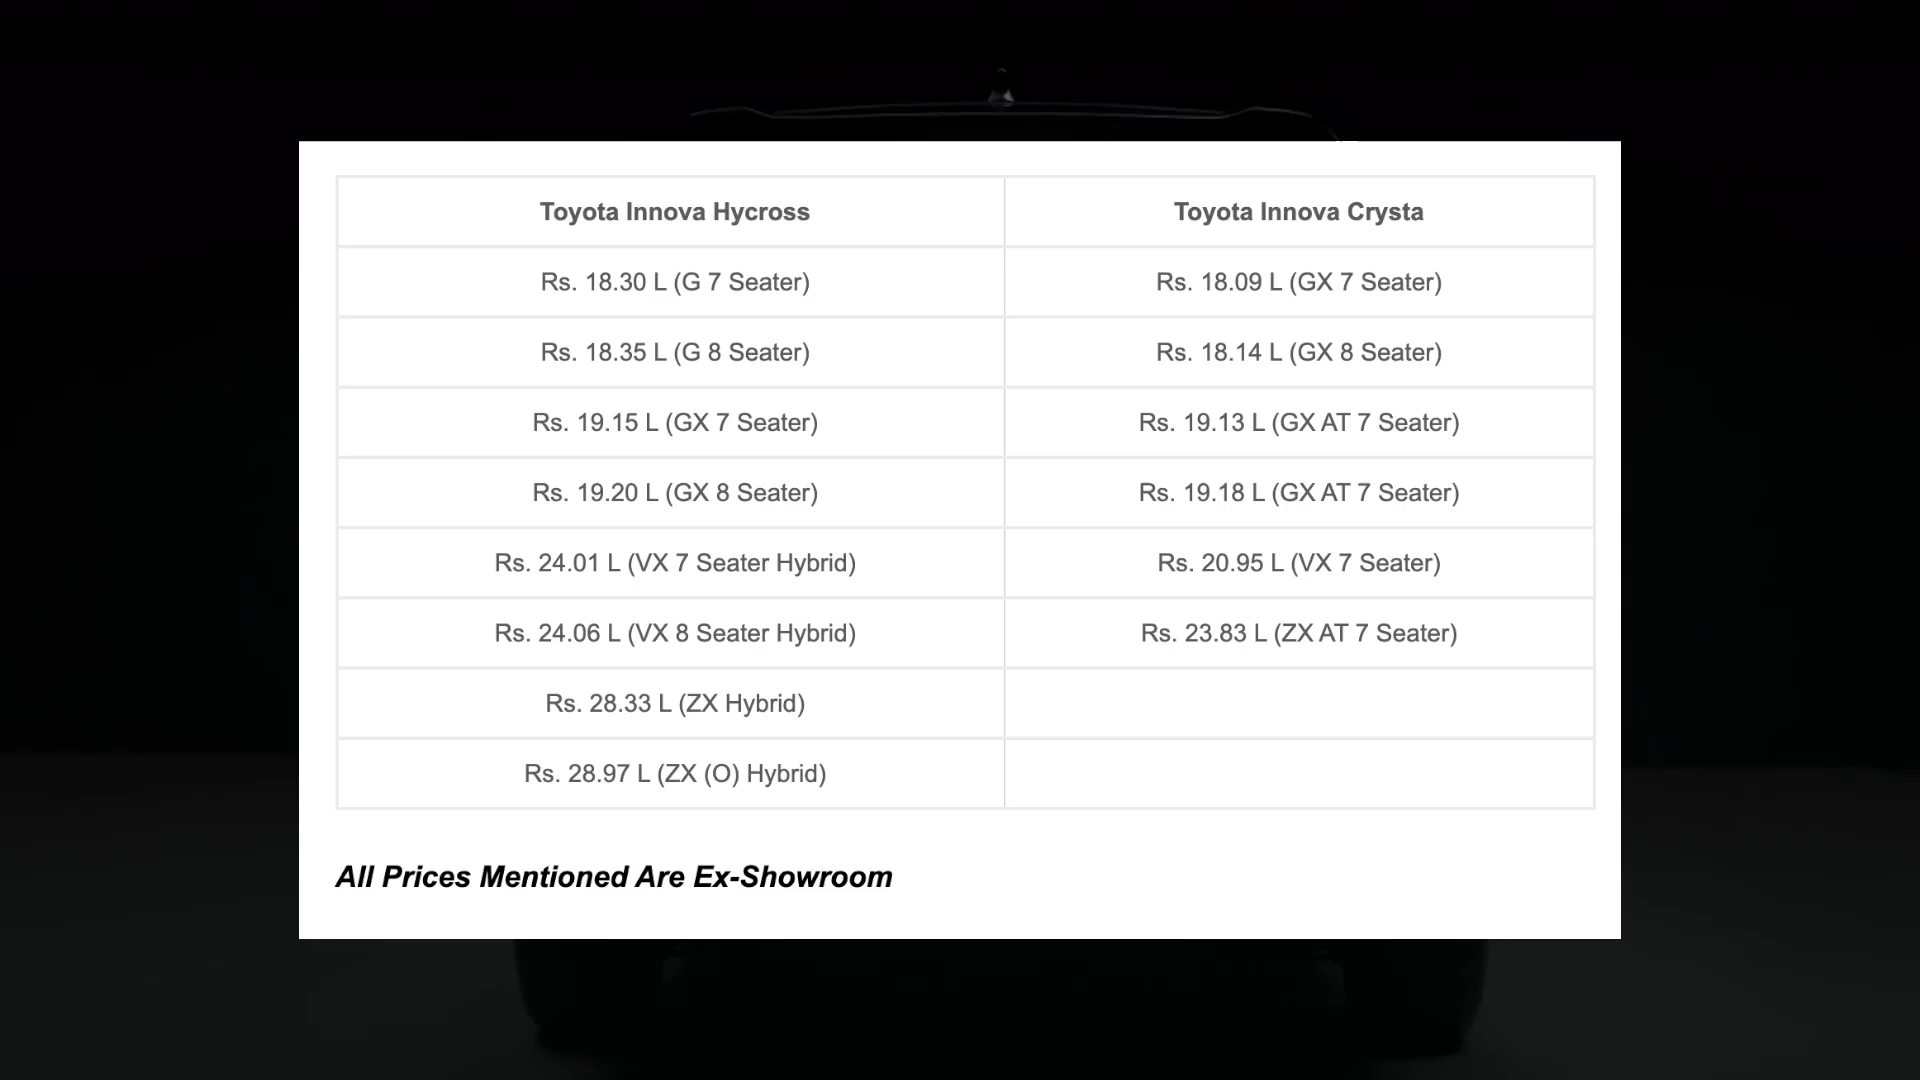 Toyota Innova Hycross Toyota Innova Crysta
Rs. 18.30 L (G 7 Seater) Rs. 18.09 L (GX 7 Seater)
Rs. 18.35 L (G 8 Seater) Rs. 18.14 L (GX 8 Seater)
Rs. 19.15 L (GX 7 Seater) Rs. 19.13 L (GX AT 7 Seater)
Rs. 19.20 L (GX 8 Seater) Rs. 19.18 L (GX AT 7 Seater)
Rs. 24.01 L (VX 7 Seater Hybrid) Rs. 20.95 L (VX 7 Seater)
Rs. 24.06 L (VX 8 Seater Hybrid) Rs. 23.83 L (ZX AT 7 Seater)
Rs. 28.33 L (ZX Hybrid)
Rs. 28.97 L (ZX (O) Hybrid)
All Prices Mentioned Are Ex-Showroom